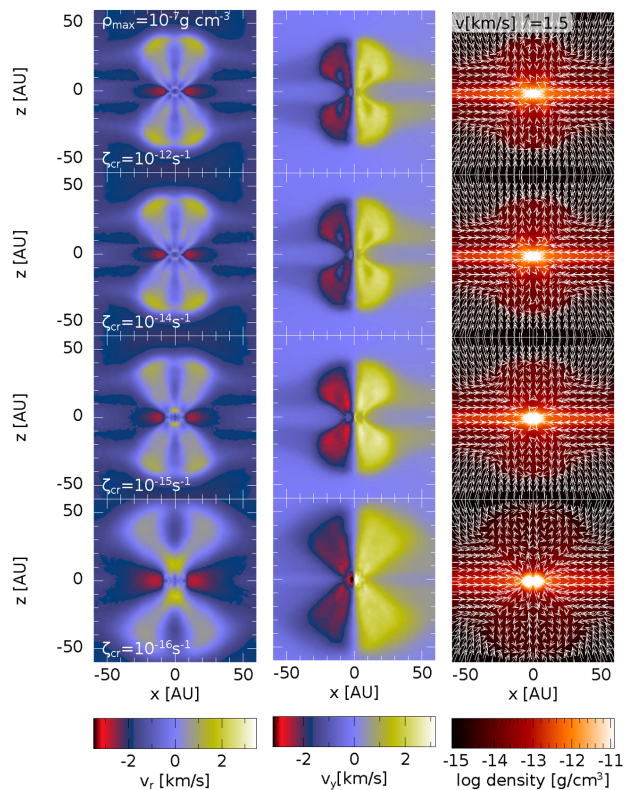 ρmax=10-7g cm-3
v[km/s] =1.5
z [AU]
50
0
-50
ζcr=10-12s-1
z [AU]
50
0
-50
ζcr=10-14s-1
z [AU]
50
0
-50
ζcr=10-15s-1
z [AU]
50
0
-50
ζcr=10-16s-1
-50 0 50
-50 0 50
-50 0 50
x [AU]
x [AU]
x [AU]
-2 0 2
-2 0 2
-15 -14 -13 -12 -11
vr [km/s]
vy[km/s]
log density [g/cm3]